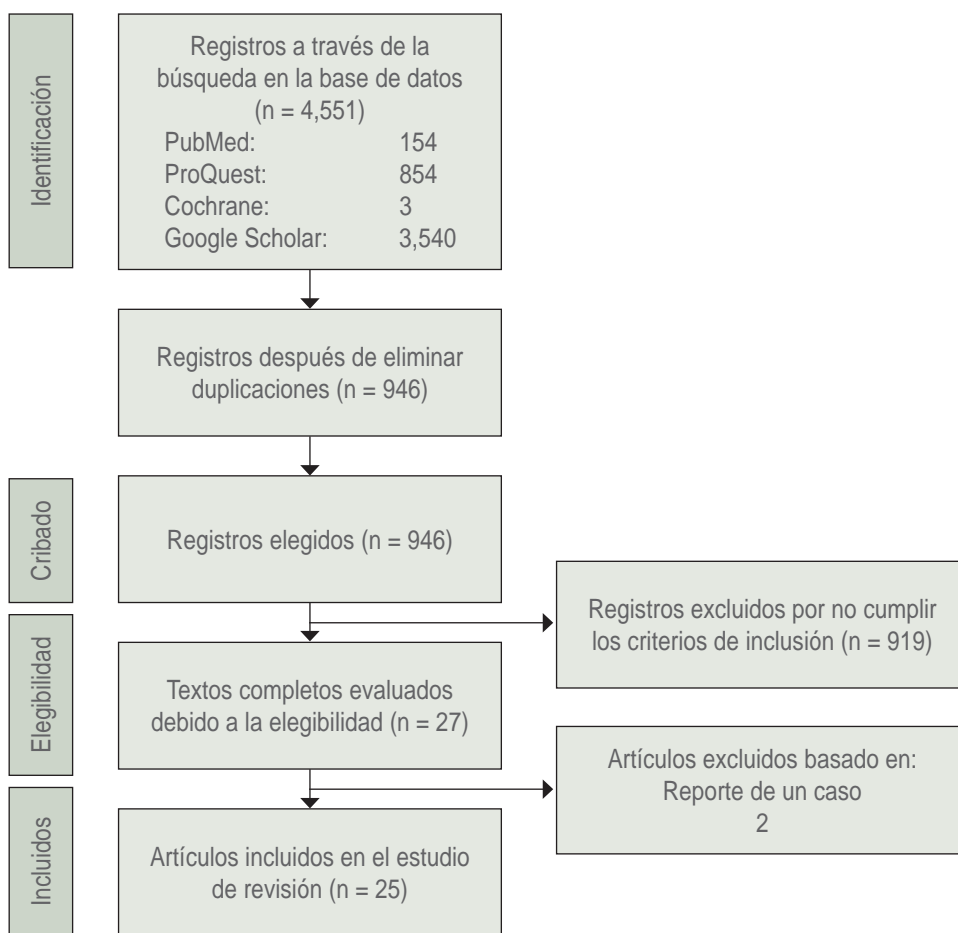 Identificación
Registros a través de la
búsqueda en la base de datos
(n = 4,551)
PubMed: 154
ProQuest: 854
Cochrane: 3
Google Scholar: 3,540
Registros después de eliminar
duplicaciones (n = 946)
Cribado
Registros elegidos (n = 946)
Registros excluidos por no cumplir
los criterios de inclusión (n = 919)
Elegibilidad
Textos completos evaluados
debido a la elegibilidad (n = 27)
Artículos excluidos basado en:
Reporte de un caso
2
Incluidos
Artículos incluidos en el estudio
de revisión (n = 25)